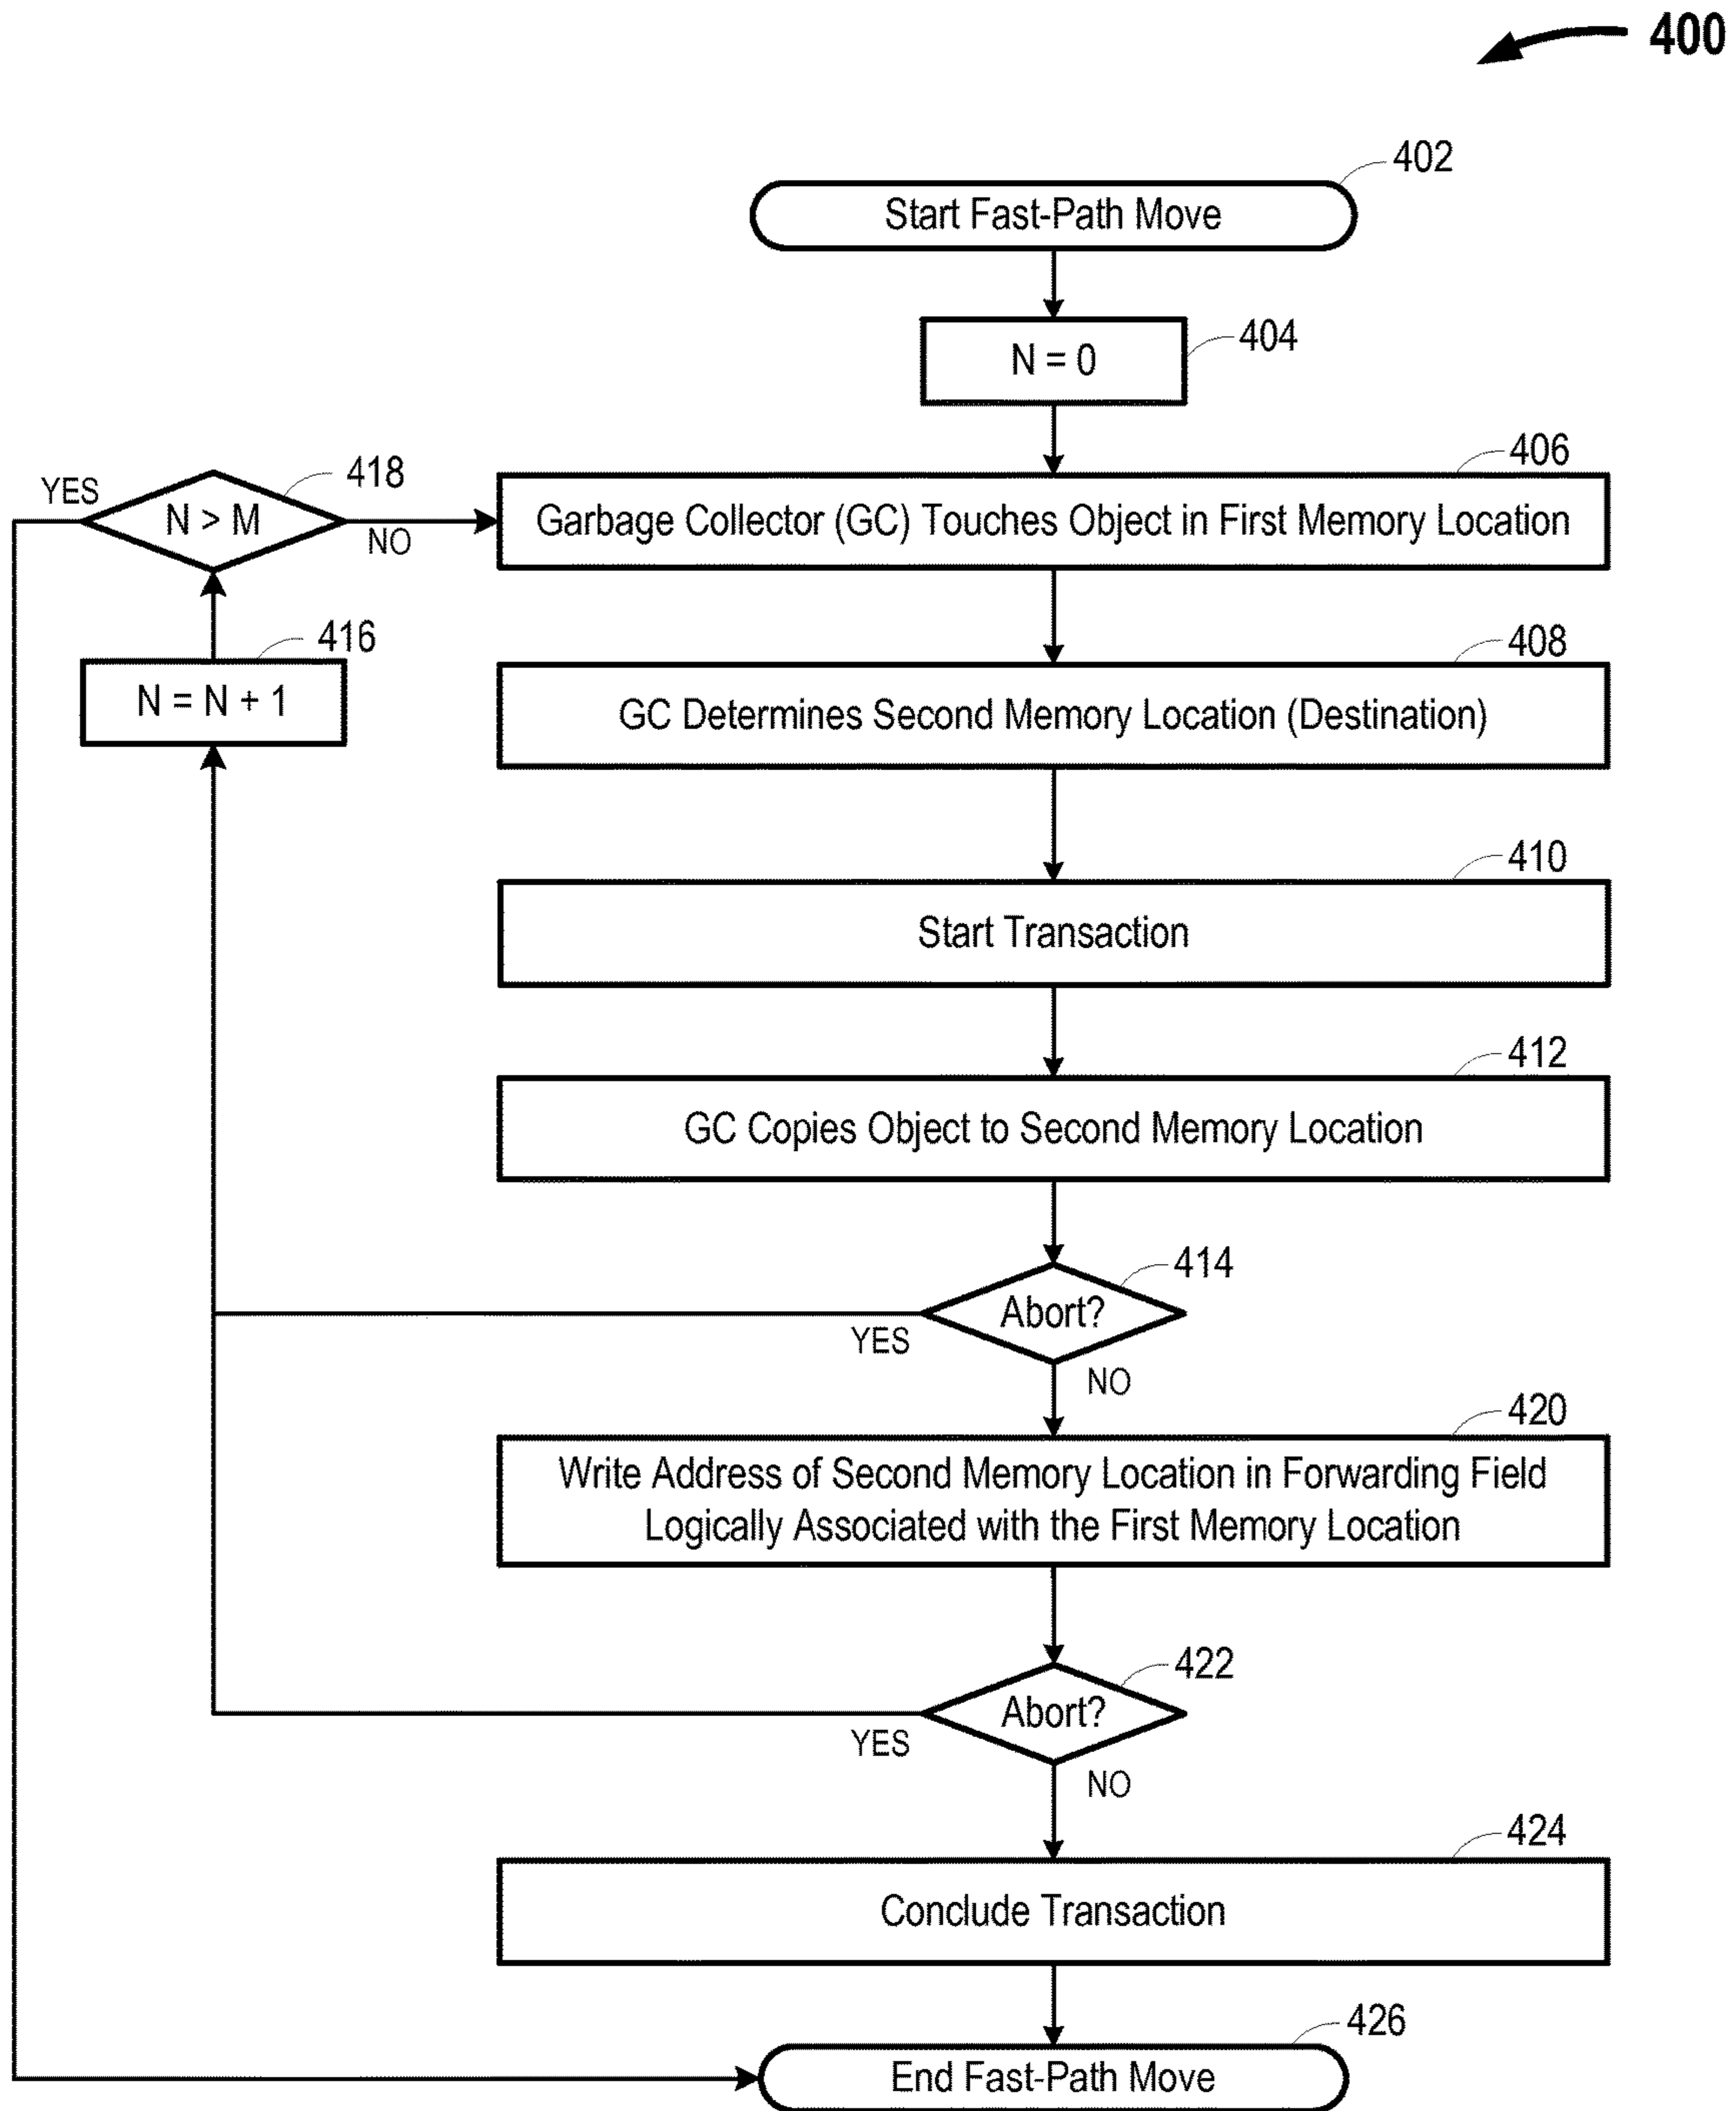 400
402
Start Fast-Path Move
404
N = 0
406
418
YES
N > M
NO
Garbage Collector (GC) Touches Object in First Memory Location
416
N = N + 1
408
GC Determines Second Memory Location (Destination)
410
Start Transaction
412
GC Copies Object to Second Memory Location
414
Abort?
YES
NO
420
Write Address of Second Memory Location in Forwarding Field
Logically Associated with the First Memory Location
422
Abort?
YES
NO
424
Conclude Transaction
426
End Fast-Path Move